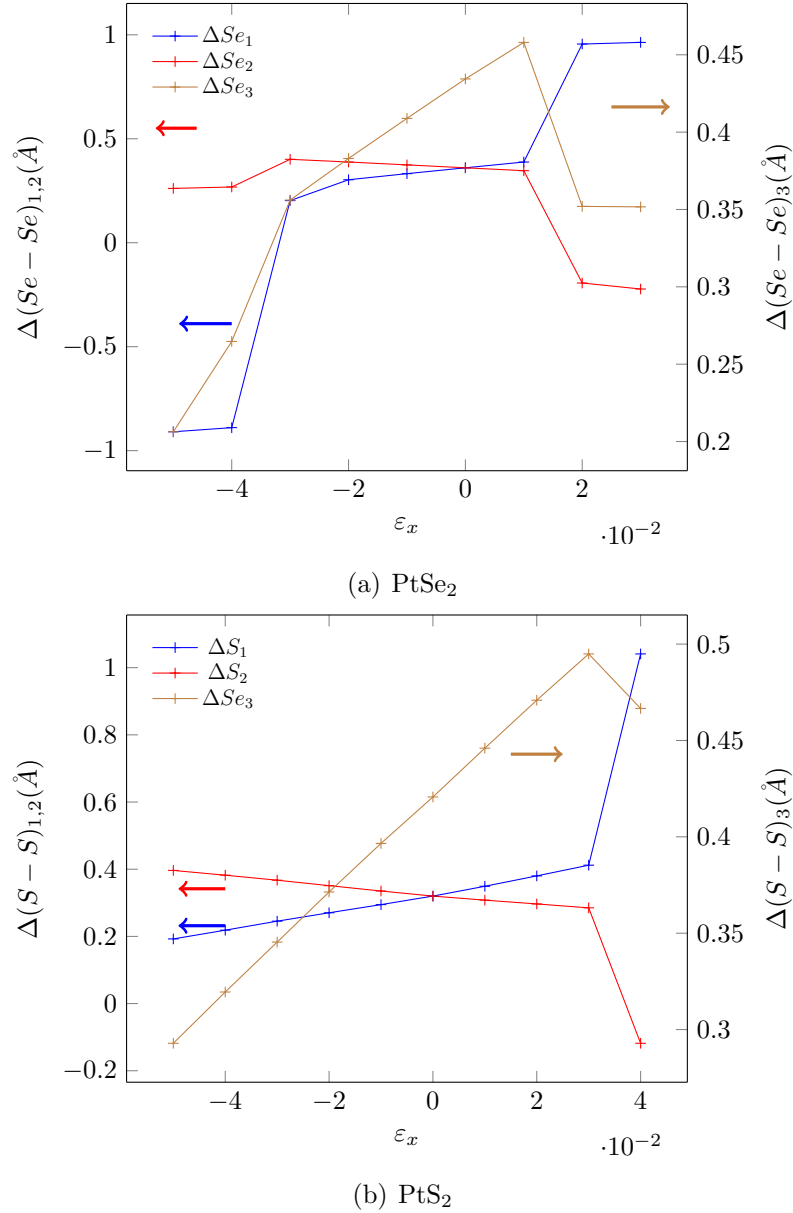 1
0.5
0
−0.5
−1
Δ(Se − Se)₁,₂(Å)
ΔSe₁
ΔSe₂
ΔSe₃
0.45
0.4
0.35
0.3
0.25
0.2
Δ(Se − Se)₃(Å)
−4 −2 0 2
εₓ
·10⁻²
(a) PtSe₂
1
0.8
0.6
0.4
0.2
0
−0.2
Δ(S − S)₁,₂(Å)
ΔS₁
ΔS₂
ΔSe₃
0.5
0.45
0.4
0.35
0.3
Δ(S − S)₃(Å)
−4 −2 0 2 4
εₓ
·10⁻²
(b) PtS₂